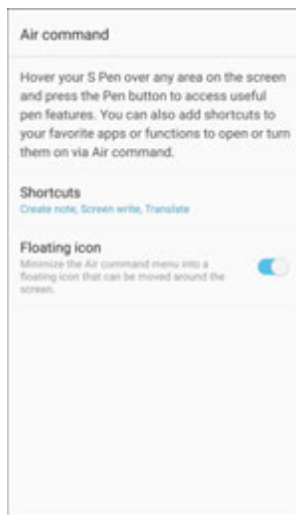 Air command
Hover your S Pen over any area on the screen
and press the Pen button to access useful
pen features. You can also add shortcuts to
your favorite apps or functions to open or turn
them on via Air command.
Shortcuts
Create note, Screen write, Translate
Floating icon
Minimize the Air command menu into a
floating icon that can be moved around the
screen.